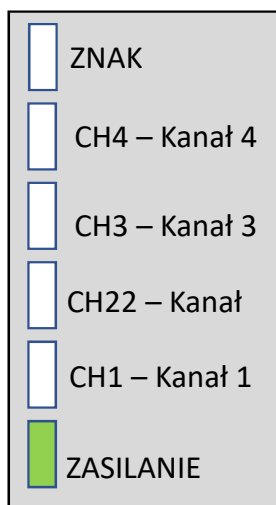 ZNAK
CH4 – Kanał 4
CH3 – Kanał 3
CH22 – Kanał
CH1 – Kanał 1
ZASILANIE